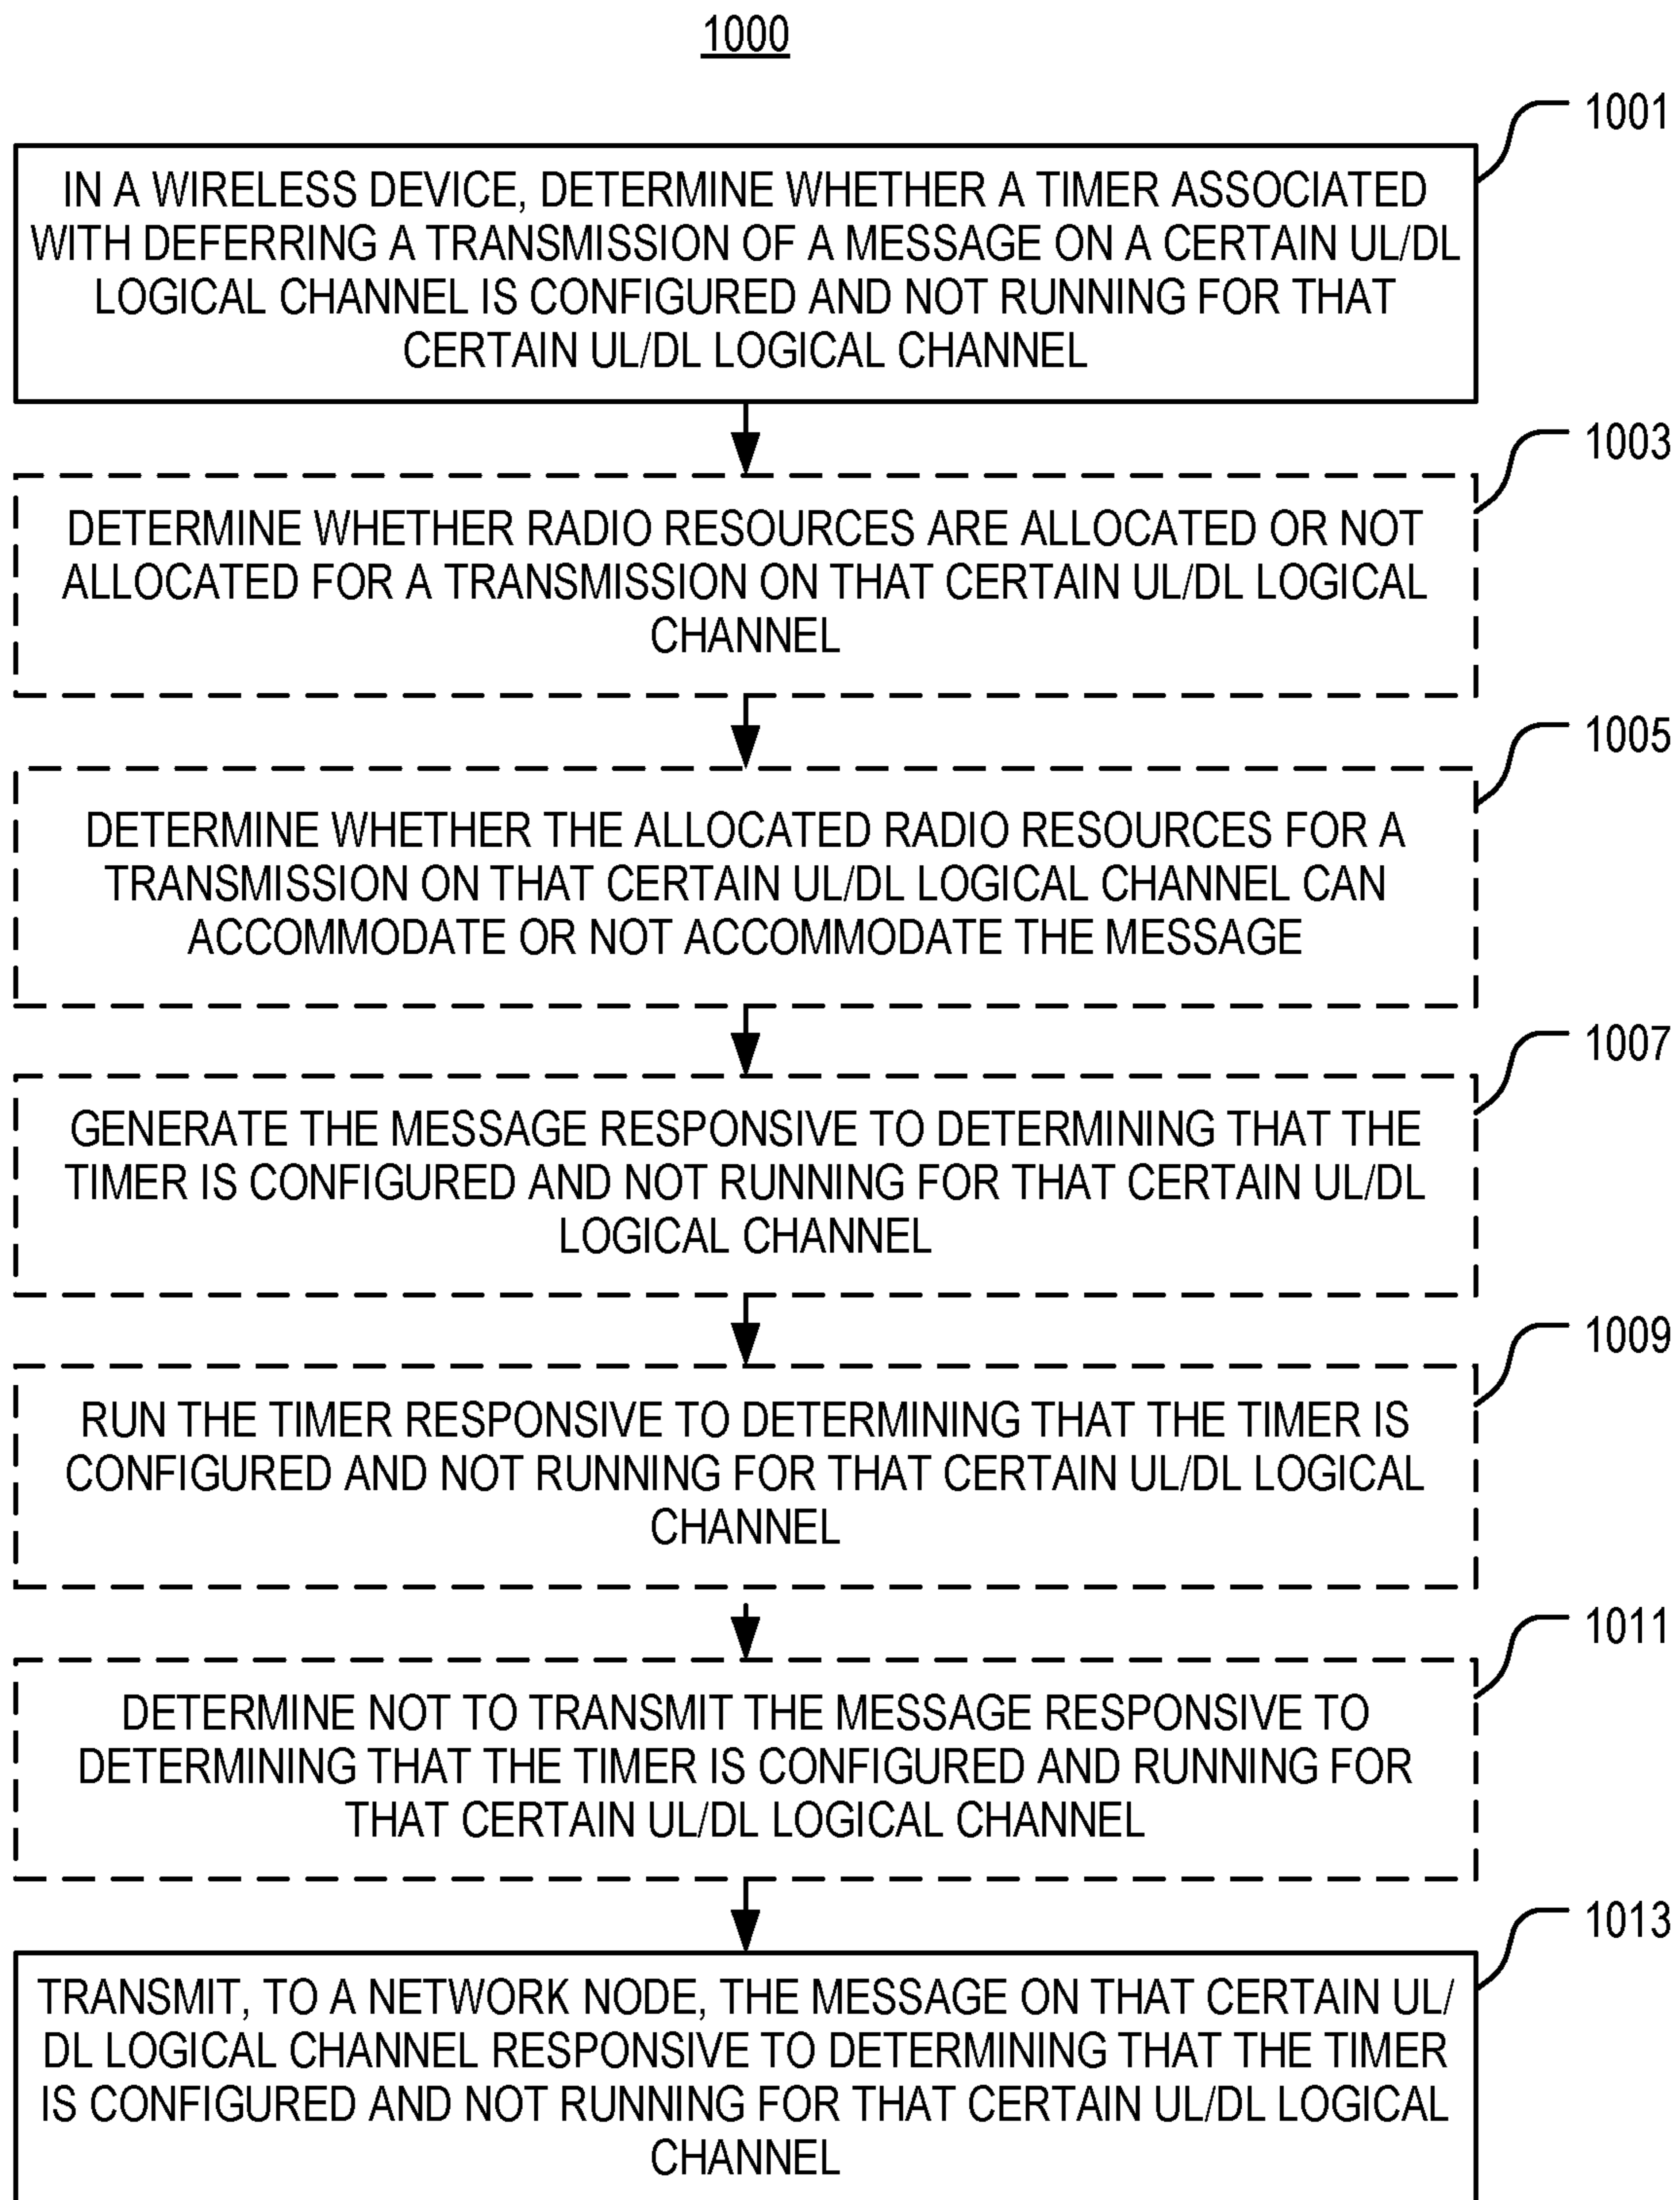 1000
1001
IN A WIRELESS DEVICE, DETERMINE WHETHER A TIMER ASSOCIATED
WITH DEFERRING A TRANSMISSION OF A MESSAGE ON A CERTAIN UL/DL
LOGICAL CHANNEL IS CONFIGURED AND NOT RUNNING FOR THAT
CERTAIN UL/DL LOGICAL CHANNEL
1003
DETERMINE WHETHER RADIO RESOURCES ARE ALLOCATED OR NOT
ALLOCATED FOR A TRANSMISSION ON THAT CERTAIN UL/DL LOGICAL
CHANNEL
1005
DETERMINE WHETHER THE ALLOCATED RADIO RESOURCES FOR A
TRANSMISSION ON THAT CERTAIN UL/DL LOGICAL CHANNEL CAN
ACCOMMODATE OR NOT ACCOMMODATE THE MESSAGE
1007
GENERATE THE MESSAGE RESPONSIVE TO DETERMINING THAT THE
TIMER IS CONFIGURED AND NOT RUNNING FOR THAT CERTAIN UL/DL
LOGICAL CHANNEL
1009
RUN THE TIMER RESPONSIVE TO DETERMINING THAT THE TIMER IS
CONFIGURED AND NOT RUNNING FOR THAT CERTAIN UL/DL LOGICAL
CHANNEL
1011
DETERMINE NOT TO TRANSMIT THE MESSAGE RESPONSIVE TO
DETERMINING THAT THE TIMER IS CONFIGURED AND RUNNING FOR
THAT CERTAIN UL/DL LOGICAL CHANNEL
1013
TRANSMIT, TO A NETWORK NODE, THE MESSAGE ON THAT CERTAIN UL/
DL LOGICAL CHANNEL RESPONSIVE TO DETERMINING THAT THE TIMER
IS CONFIGURED AND NOT RUNNING FOR THAT CERTAIN UL/DL LOGICAL
CHANNEL